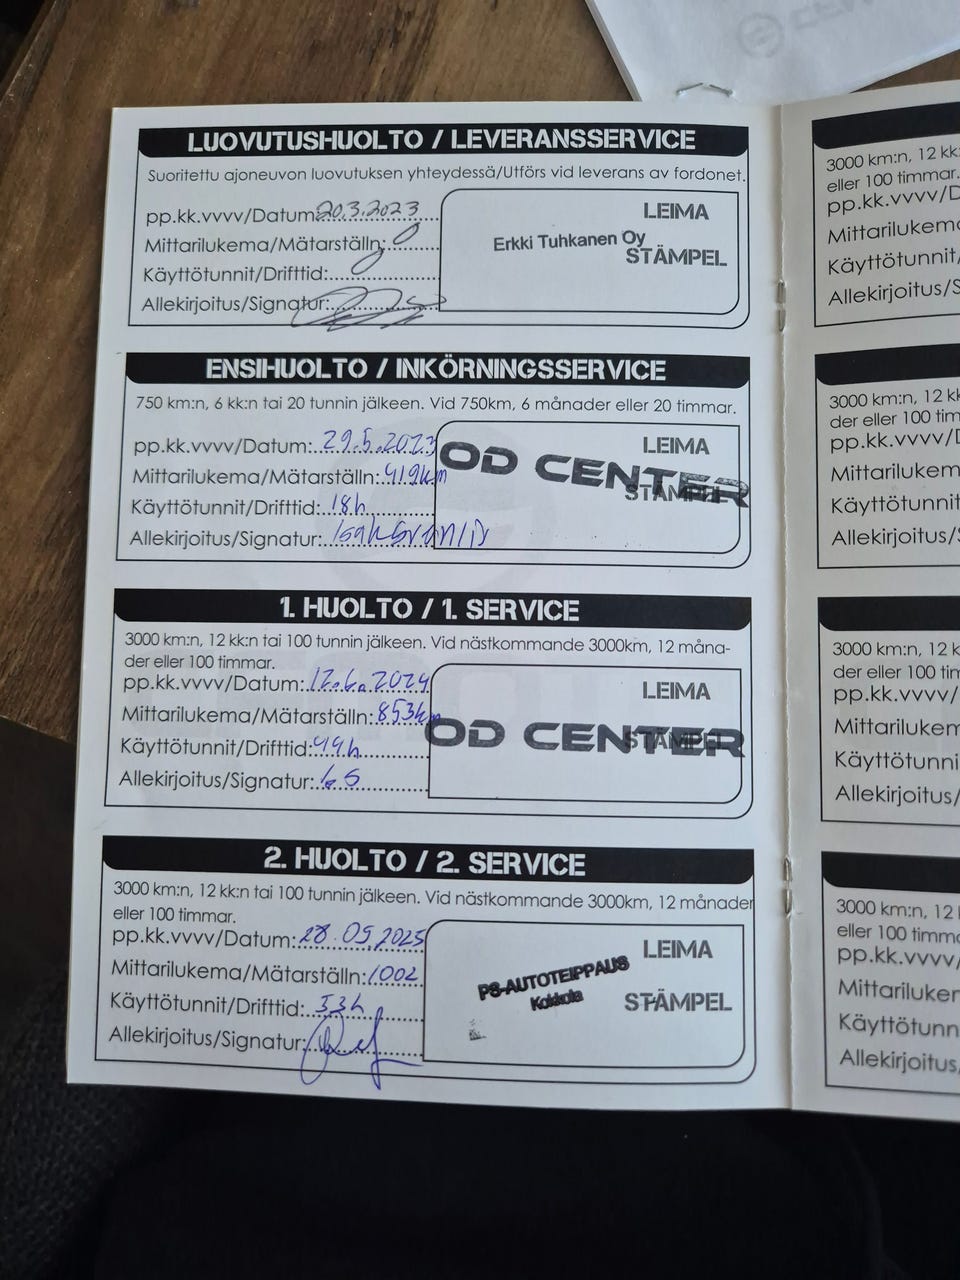 LUOVUTUSHUOLTO / LEVERANSSERVICE
Suoritettu ajoneuvon luovutuksen yhteydessä/Utförs vid leverans av fordonet.
pp.kk.vvvv/Datum: 20.3.2023
Mittarilukema/Mätarställn: 0
Käyttötunnit/Drifttid: 0
Allekirjoitus/Signatur:
LEIMA
Erkki Tuhkanen Oy
STÄMPEL
ENSIHUOLTO / INKÖRNINGSSERVICE
750 km:n, 6 kk:n tai 20 tunnin jälkeen. Vid 750km, 6 månader eller 20 timmar.
pp.kk.vvvv/Datum: 29.5.2023
Mittarilukema/Mätarställn: 419km
Käyttötunnit/Drifttid: 18h
Allekirjoitus/Signatur:
LEIMA
OD CENTER
STÄMPEL
1. HUOLTO / 1. SERVICE
3000 km:n, 12 kk:n tai 100 tunnin jälkeen. Vid nästkommande 3000km, 12 måna-
der eller 100 timmar.
pp.kk.vvvv/Datum: 12.6.2024
Mittarilukema/Mätarställn: 853km
Käyttötunnit/Drifttid: 44h
Allekirjoitus/Signatur:
LEIMA
OD CENTER
STÄMPEL
2. HUOLTO / 2. SERVICE
3000 km:n, 12 kk:n tai 100 tunnin jälkeen. Vid nästkommande 3000km, 12 månader
eller 100 timmar.
pp.kk.vvvv/Datum: 28.05.2025
Mittarilukema/Mätarställn: 1002
Käyttötunnit/Drifttid: 53h
Allekirjoitus/Signatur:
LEIMA
PS-AUTOTEIPPAUS
Kokkola
STÄMPEL
3000 km:n, 12 kk:
eller 100 timmar.
pp.kk.vvvv/
Mittarilukema
Käyttötunnit/
Allekirjoitus/S
3000 km:n, 12 kk
der eller 100 tim
pp.kk.vvvv/
Mittarilukem
Käyttötunnit
Allekirjoitus/
3000 km:n, 12 k
der eller 100 tim
pp.kk.vvvv/
Mittarilukem
Käyttötunni
Allekirjoitus/
3000 km:n, 12
eller 100 timm
pp.kk.vvvv/
Mittariluker
Käyttötunn
Allekirjoitus